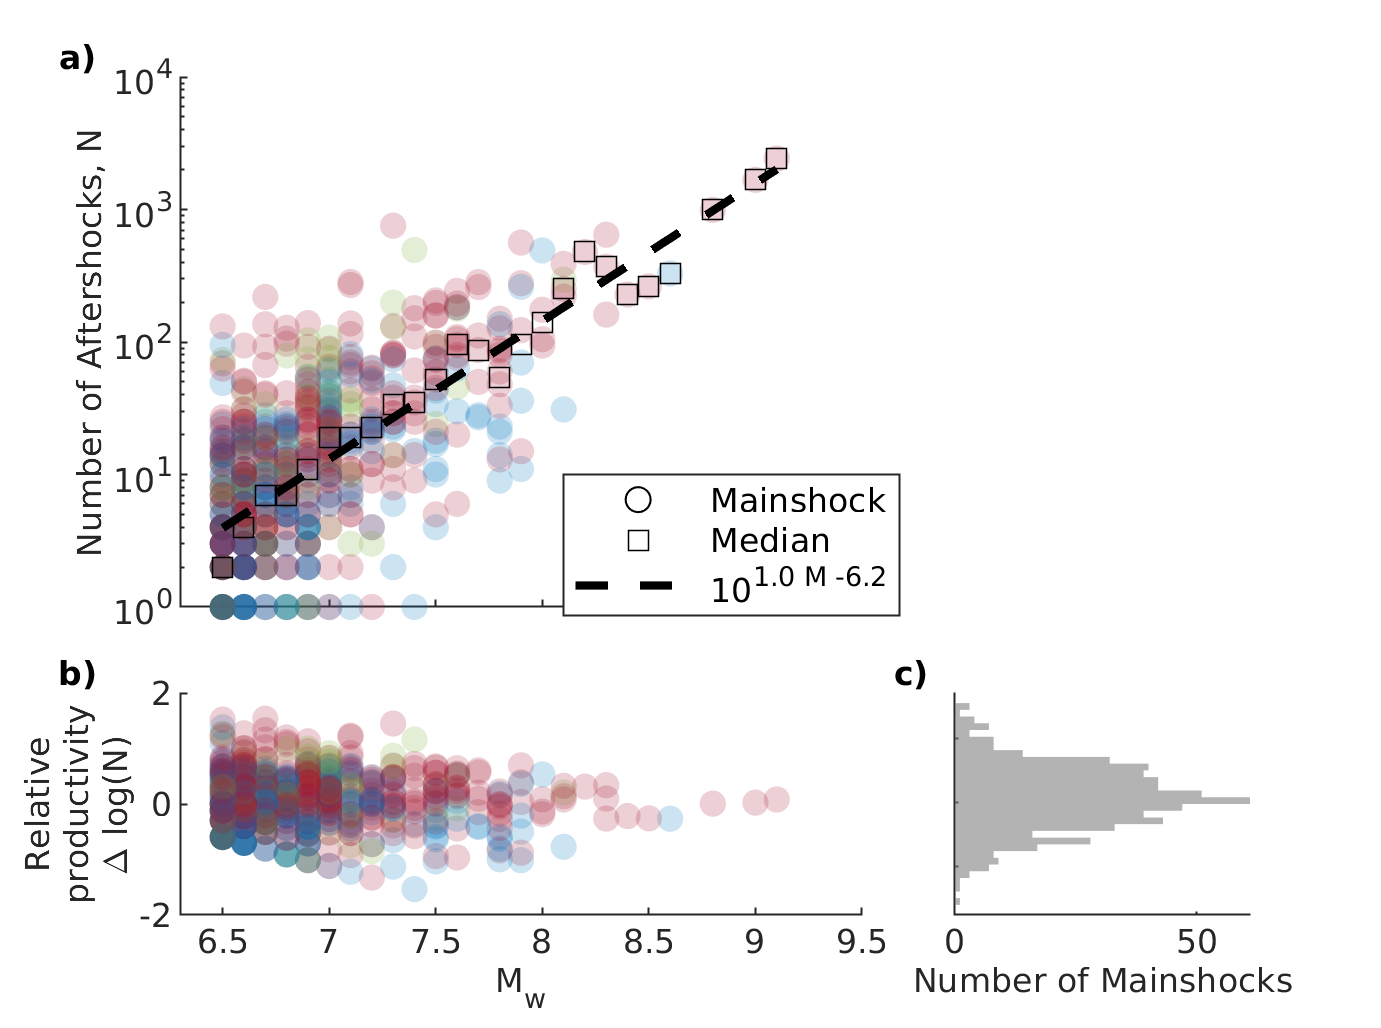 a)
10^4
10^3
10^2
10^1
10^0
Number of Aftershocks, N
Mainshock
Median
10^1.0 M -6.2
b)
2
0
-2
Relative
productivity
Δ log(N)
6.5 7 7.5 8 8.5 9 9.5
M_w
c)
0 50
Number of Mainshocks